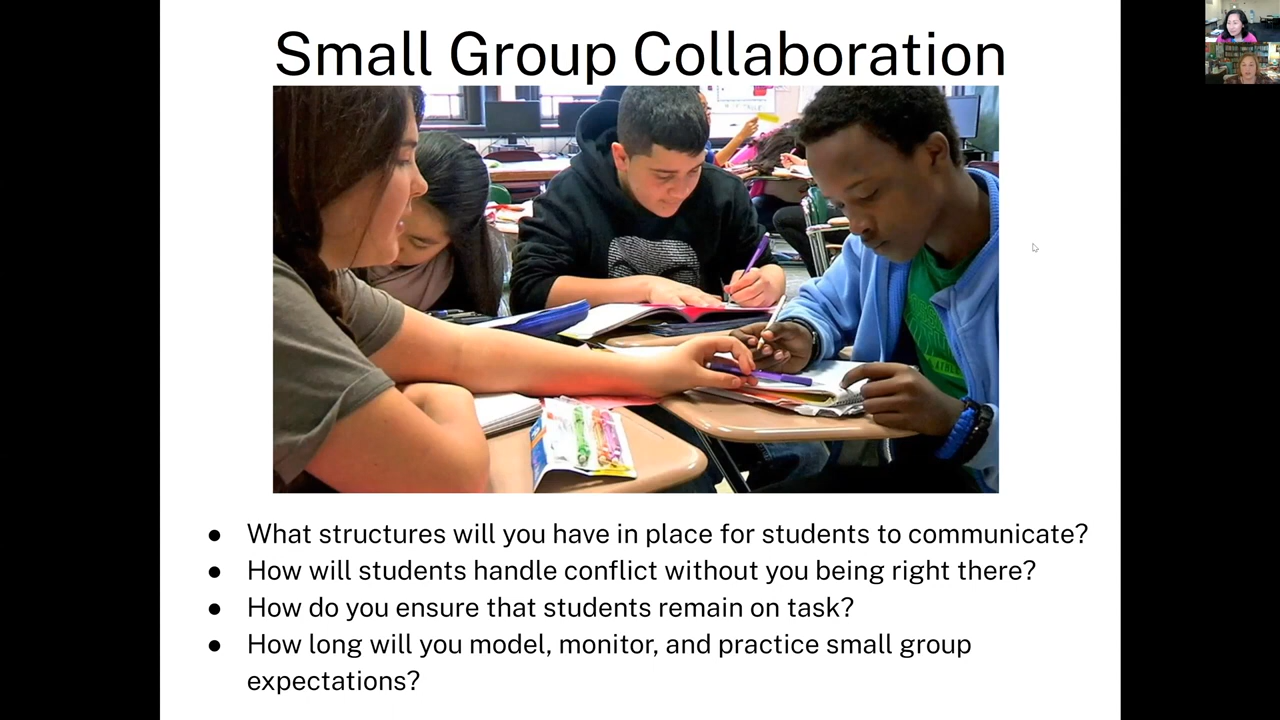 Small Group Collaboration
● What structures will you have in place for students to communicate?
● How will students handle conflict without you being right there?
● How do you ensure that students remain on task?
● How long will you model, monitor, and practice small group
expectations?